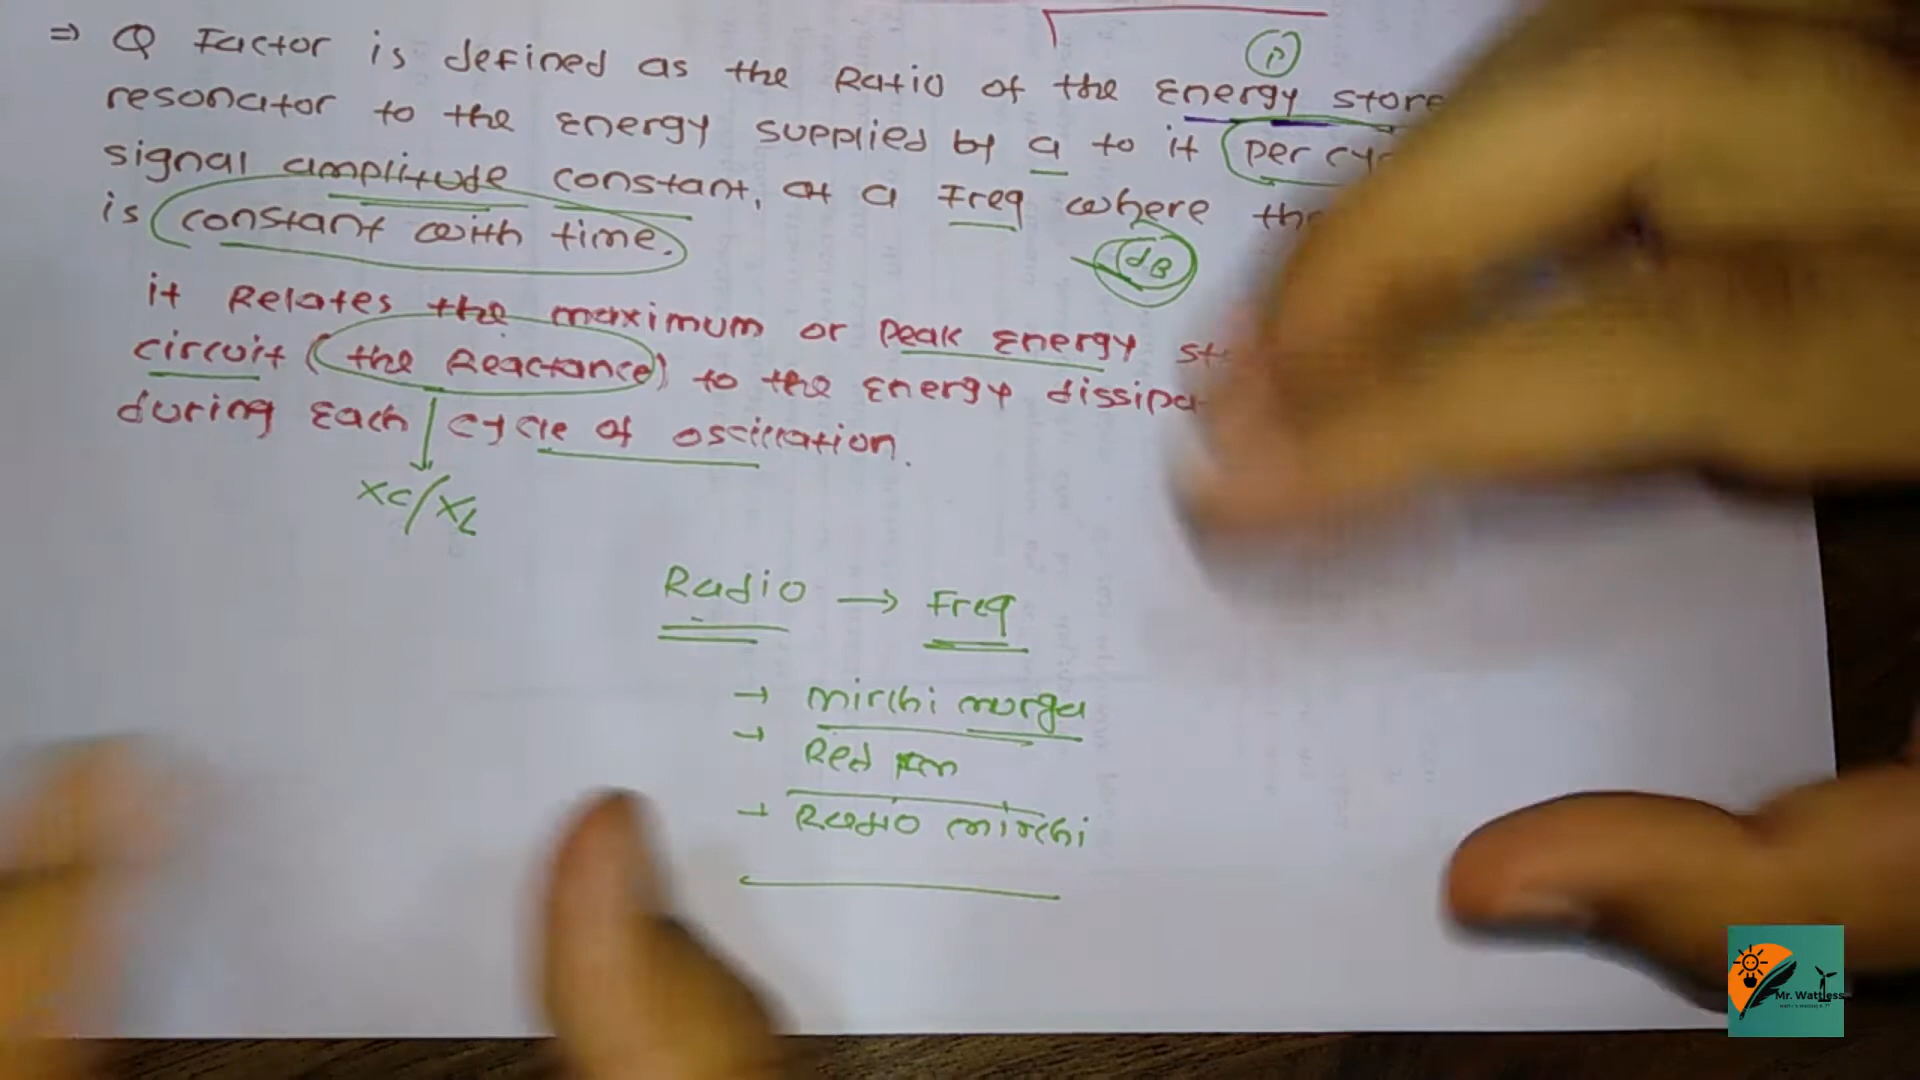 ⇒ Q Factor is defined as the Ratio of the Energy store
resonator to the Energy supplied by a to it per cy
signal amplitude constant, at a Freq where th
is constant with time.
dB
it Relates the maximum or Peak Energy st
circuit (the Reactance) to the Energy dissipa
during Each cycle of oscillation.
XC/XL
Radio → Freq
→ mirchi murga
→ Red Fm
→ Radio mirchi
Mr. Wattless